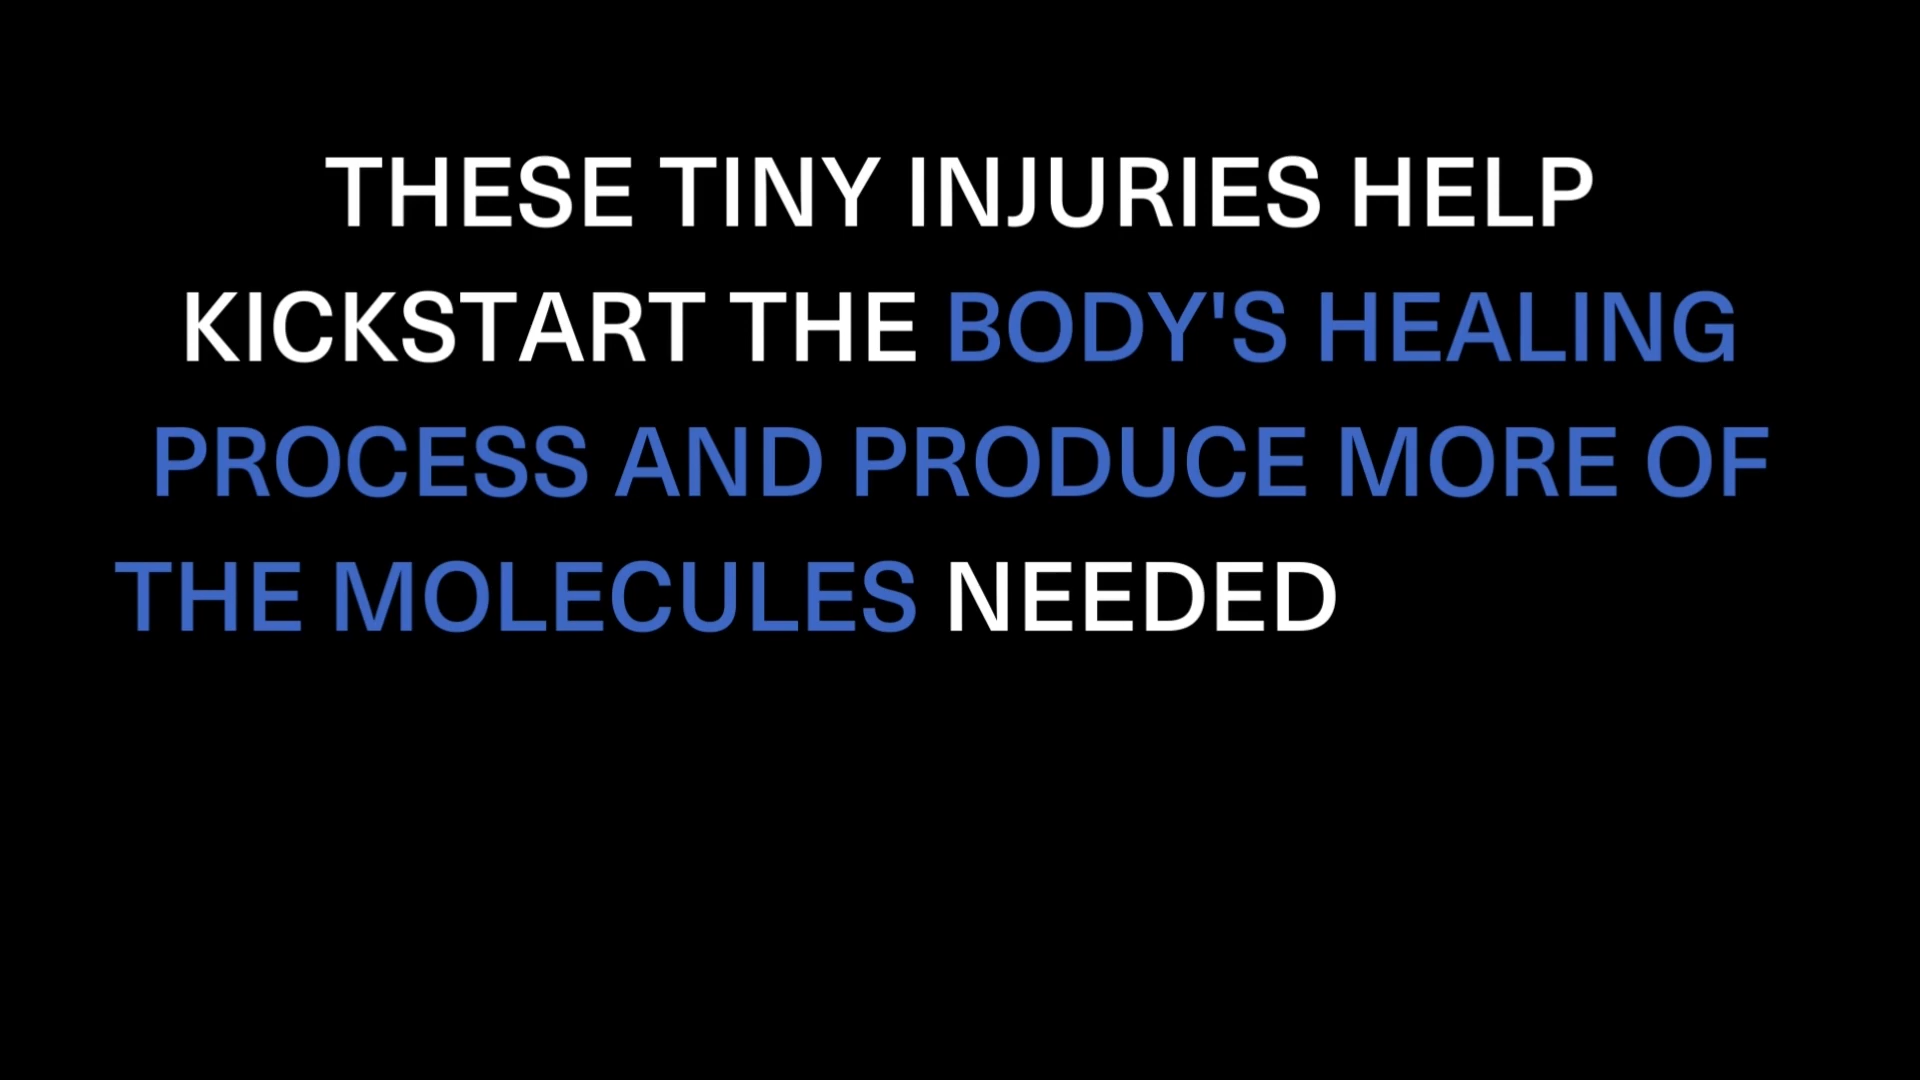 THESE TINY INJURIES HELP
KICKSTART THE BODY'S HEALING
PROCESS AND PRODUCE MORE OF
THE MOLECULES NEEDED